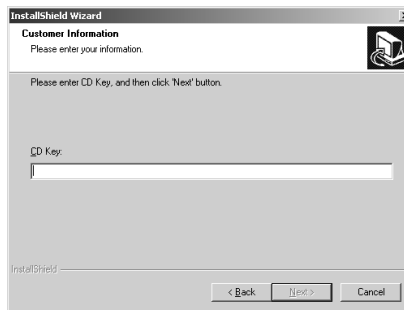 InstallShield Wizard
Customer Information
Please enter your information.
Please enter CD Key, and then click 'Next' button.
CD Key:
InstallShield
< Back Next > Cancel